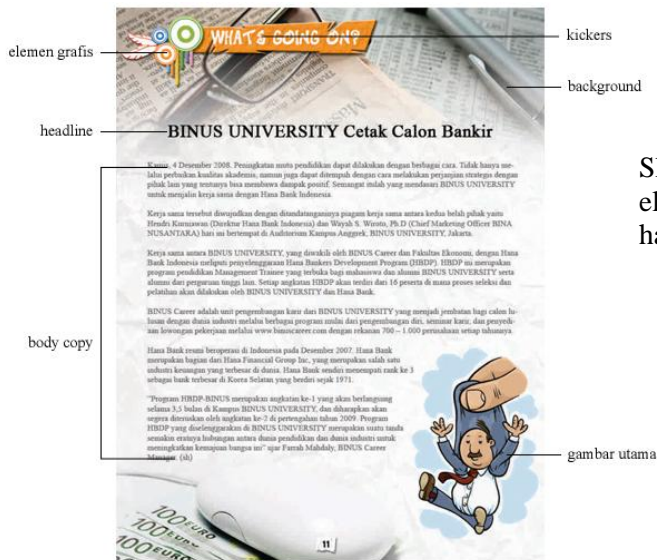 WHAT'S GOING ON?
kickers
elemen grafis
background
headline
BINUS UNIVERSITY Cetak Calon Bankir
Kamis, 4 Desember 2008. Peningkatan mutu pendidikan dapat dilakukan dengan berbagai cara. Tidak hanya me-
lalui perbaikan kualitas akademis, namun juga dapat ditempuh dengan cara melakukan perjanjian strategis dengan
pihak lain yang tentunya bisa membawa dampak positif. Semangat itulah yang mendasari BINUS UNIVERSITY
untuk menjalin kerja sama dengan Hana Bank Indonesia.
Kerja sama tersebut diwujudkan dengan ditandatanganinya piagam kerja sama antara kedua belah pihak yaitu
Hendri Kurniawan (Direktur Hana Bank Indonesia) dan Wayah S. Wiroto, Ph.D (Chief Marketing Officer BINA
NUSANTARA) hari ini bertempat di Auditorium Kampus Anggrek, BINUS UNIVERSITY, Jakarta.
Kerja sama antara BINUS UNIVERSITY, yang diwakili oleh BINUS Career dan Fakultas Ekonomi, dengan Hana
Bank Indonesia meliputi penyelenggaraan Hana Bankers Development Program (HBDP). HBDP ini merupakan
program pendidikan Management Trainee yang terbuka bagi mahasiswa dan alumni BINUS UNIVERSITY serta
alumni dari perguruan tinggi lain. Setiap angkatan HBDP akan terdiri dari 16 peserta di mana proses seleksi dan
pelatihan akan dilakukan oleh BINUS UNIVERSITY dan Hana Bank.
BINUS Career adalah unit pengembangan karir dari BINUS UNIVERSITY yang menjadi jembatan bagi calon lu-
lusan dengan dunia industri melalui berbagai program mulai dari pengembangan diri, seminar karir, dan penyedi-
aan lowongan pekerjaan melalui www.binuscareer.com dengan rekanan 700 – 1.000 perusahaan setiap tahunnya.
body copy
Hana Bank resmi beroperasi di Indonesia pada Desember 2007. Hana Bank
merupakan bagian dari Hana Financial Group Inc, yang merupakan salah satu
industri keuangan yang terbesar di dunia. Hana Bank sendiri menempati rank ke 3
sebagai bank terbesar di Korea Selatan yang berdiri sejak 1971.
"Program HBDP-BINUS merupakan angkatan ke-1 yang akan berlangsung
selama 3,5 bulan di Kampus BINUS UNIVERSITY, dan diharapkan akan
segera diteruskan oleh angkatan ke-2 di pertengahan tahun 2009. Program
HBDP yang diselenggarakan di BINUS UNIVERSITY merupakan suatu tanda
semakin eratnya hubungan antara dunia pendidikan dan dunia industri untuk
meningkatkan kemajuan bangsa ini" ujar Farrah Mahdaly, BINUS Career
Manager. (sh)
gambar utama
100 EURO
100 EURO
100 EURO
11
el
ha